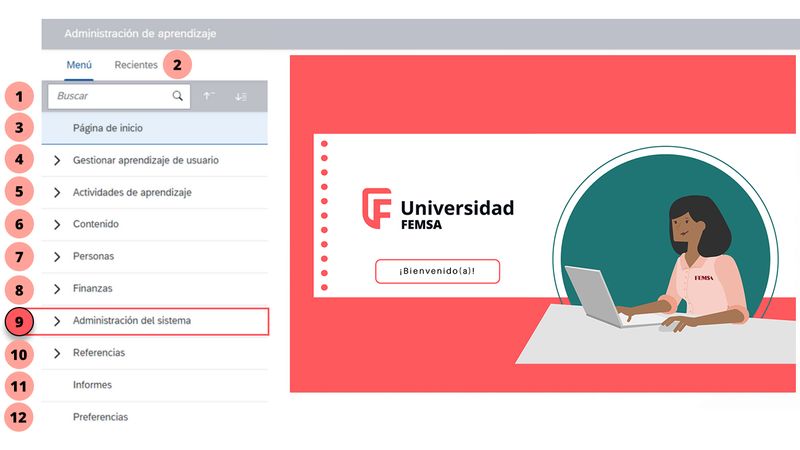 Administración de aprendizaje
Menú
Recientes
2
1
Buscar
3
Página de inicio
4
Gestionar aprendizaje de usuario
5
Actividades de aprendizaje
6
Contenido
7
Personas
8
Finanzas
9
Administración del sistema
10
Referencias
11
Informes
12
Preferencias
Universidad
FEMSA
¡Bienvenido(a)!
FEMSA